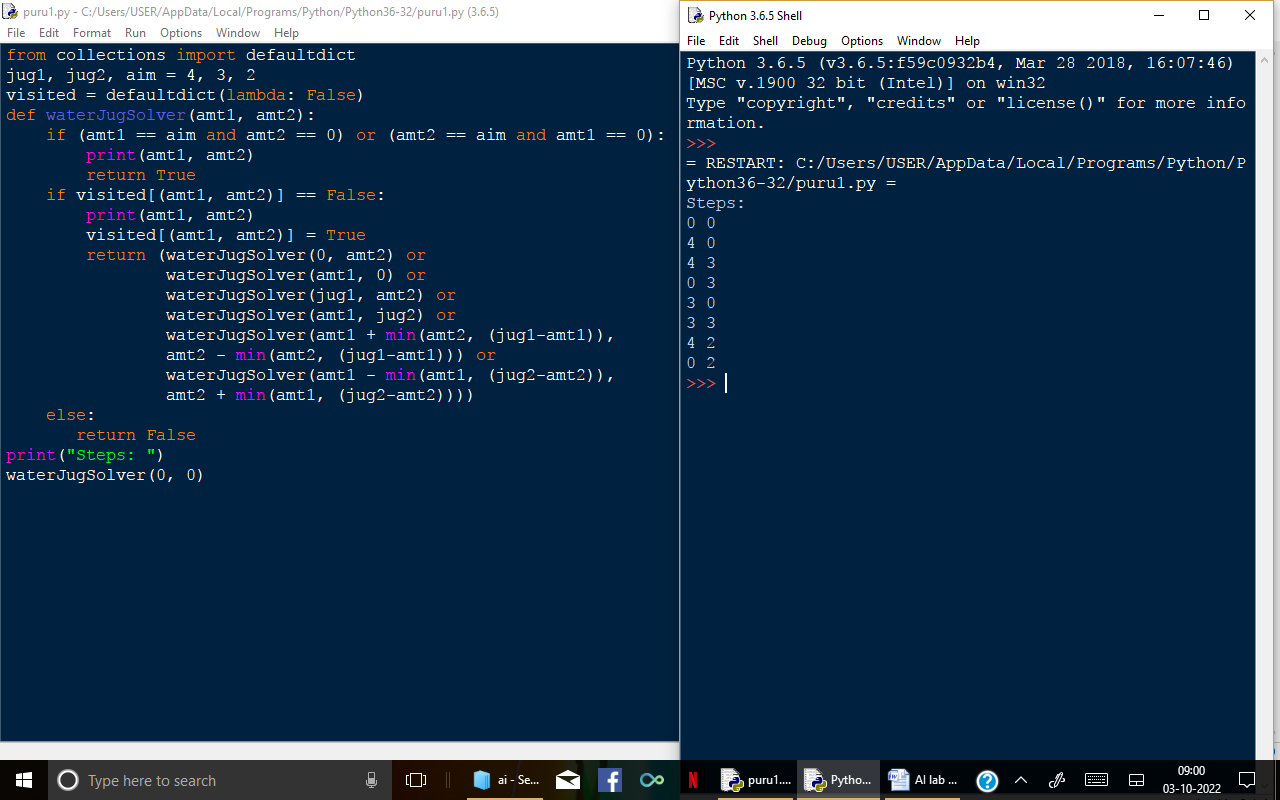 puru1.py - C:/Users/USER/AppData/Local/Programs/Python/Python36-32/puru1.py (3.6.5)
File Edit Format Run Options Window Help
from collections import defaultdict
jug1, jug2, aim = 4, 3, 2
visited = defaultdict(lambda: False)
def waterJugSolver(amt1, amt2):
    if (amt1 == aim and amt2 == 0) or (amt2 == aim and amt1 == 0):
        print(amt1, amt2)
        return True
    if visited[(amt1, amt2)] == False:
        print(amt1, amt2)
        visited[(amt1, amt2)] = True
        return (waterJugSolver(0, amt2) or
                waterJugSolver(amt1, 0) or
                waterJugSolver(jug1, amt2) or
                waterJugSolver(amt1, jug2) or
                waterJugSolver(amt1 + min(amt2, (jug1-amt1)),
                amt2 - min(amt2, (jug1-amt1))) or
                waterJugSolver(amt1 - min(amt1, (jug2-amt2)),
                amt2 + min(amt1, (jug2-amt2))))
    else:
       return False
print("Steps: ")
waterJugSolver(0, 0)
Python 3.6.5 Shell
File Edit Shell Debug Options Window Help
Python 3.6.5 (v3.6.5:f59c0932b4, Mar 28 2018, 16:07:46)
[MSC v.1900 32 bit (Intel)] on win32
Type "copyright", "credits" or "license()" for more info
rmation.
>>>
= RESTART: C:/Users/USER/AppData/Local/Programs/Python/P
ython36-32/puru1.py =
Steps:
0 0
4 0
4 3
0 3
3 0
3 3
4 2
0 2
>>>
Type here to search
ai - Se...
puru1....
Pytho...
AI lab ...
09:00
03-10-2022